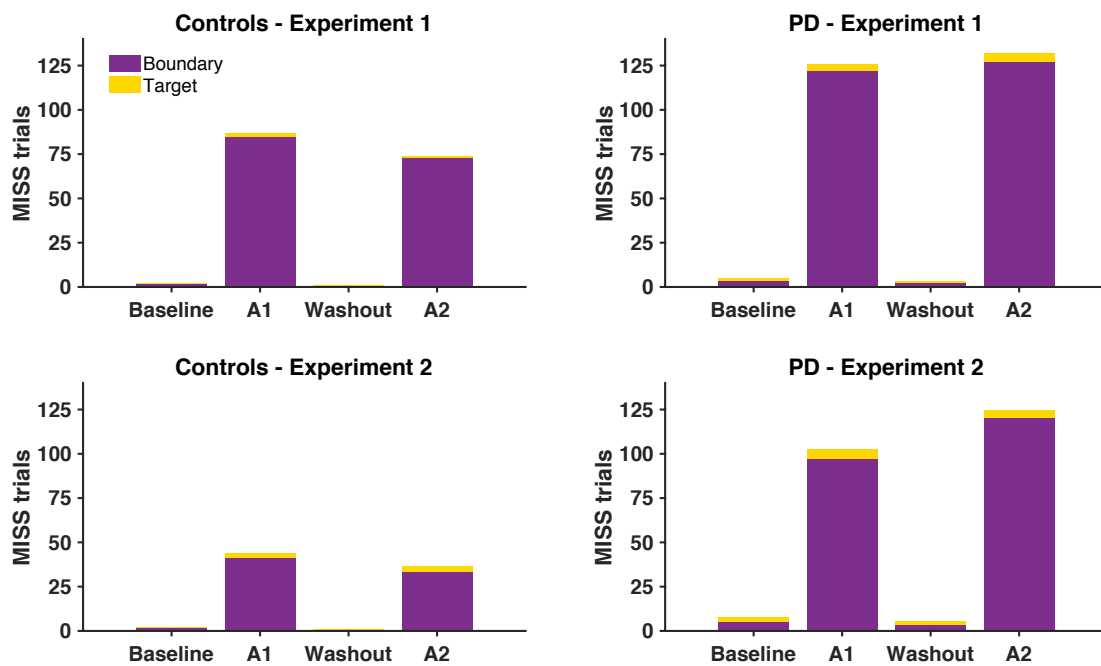 Controls - Experiment 1
MISS trials
125
100
75
50
25
0
Boundary
Target
Baseline A1 Washout A2
PD - Experiment 1
MISS trials
125
100
75
50
25
0
Baseline A1 Washout A2
Controls - Experiment 2
MISS trials
125
100
75
50
25
0
Baseline A1 Washout A2
PD - Experiment 2
MISS trials
125
100
75
50
25
0
Baseline A1 Washout A2